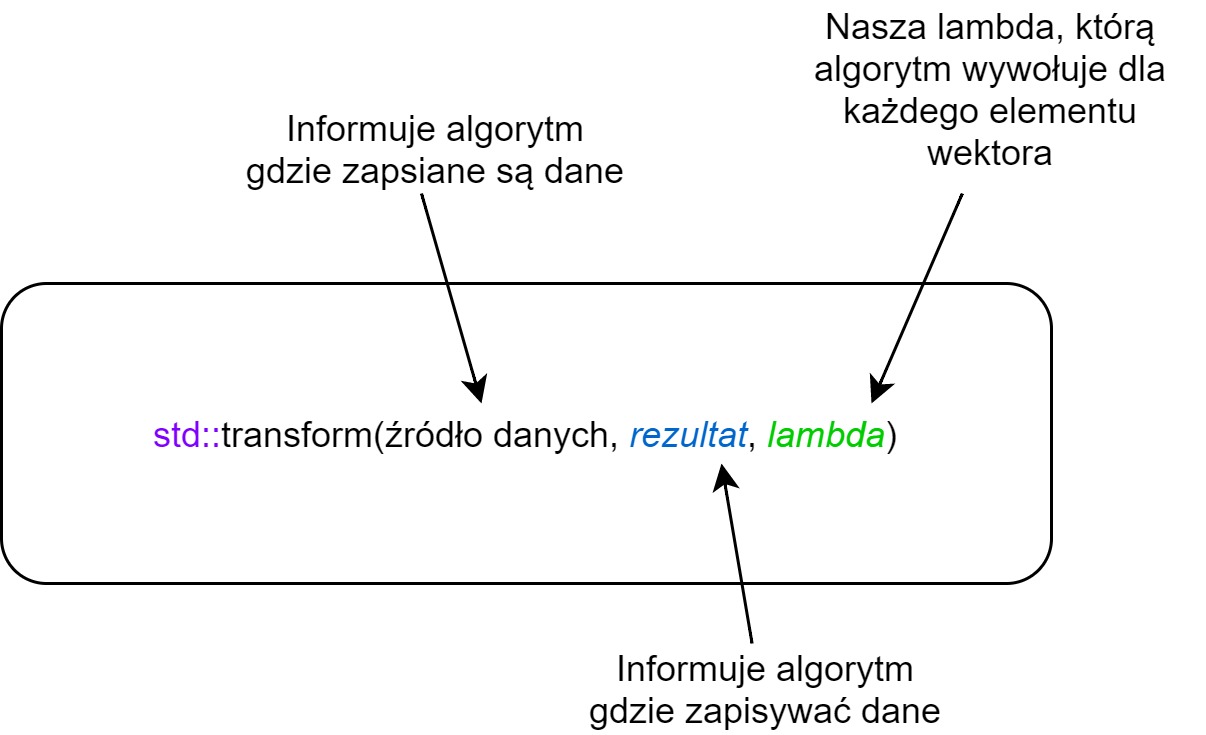 Nasza lambda, którą
algorytm wywołuje dla
każdego elementu
wektora
Informuje algorytm
gdzie zapsiane są dane
std::transform(źródło danych, rezultat, lambda)
Informuje algorytm
gdzie zapisywać dane